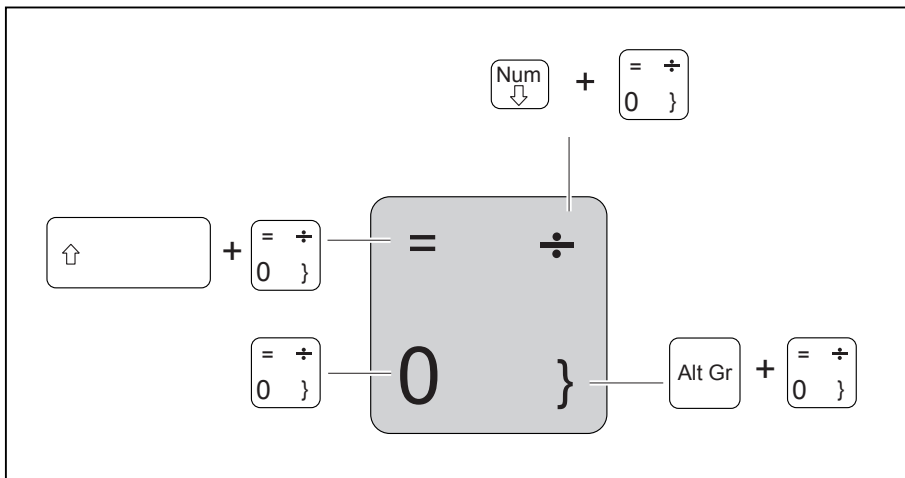 Num + = ÷
0 }
⇧ + = ÷
0 }
= ÷
0 }
= ÷
0 }
Alt Gr + = ÷
0 }